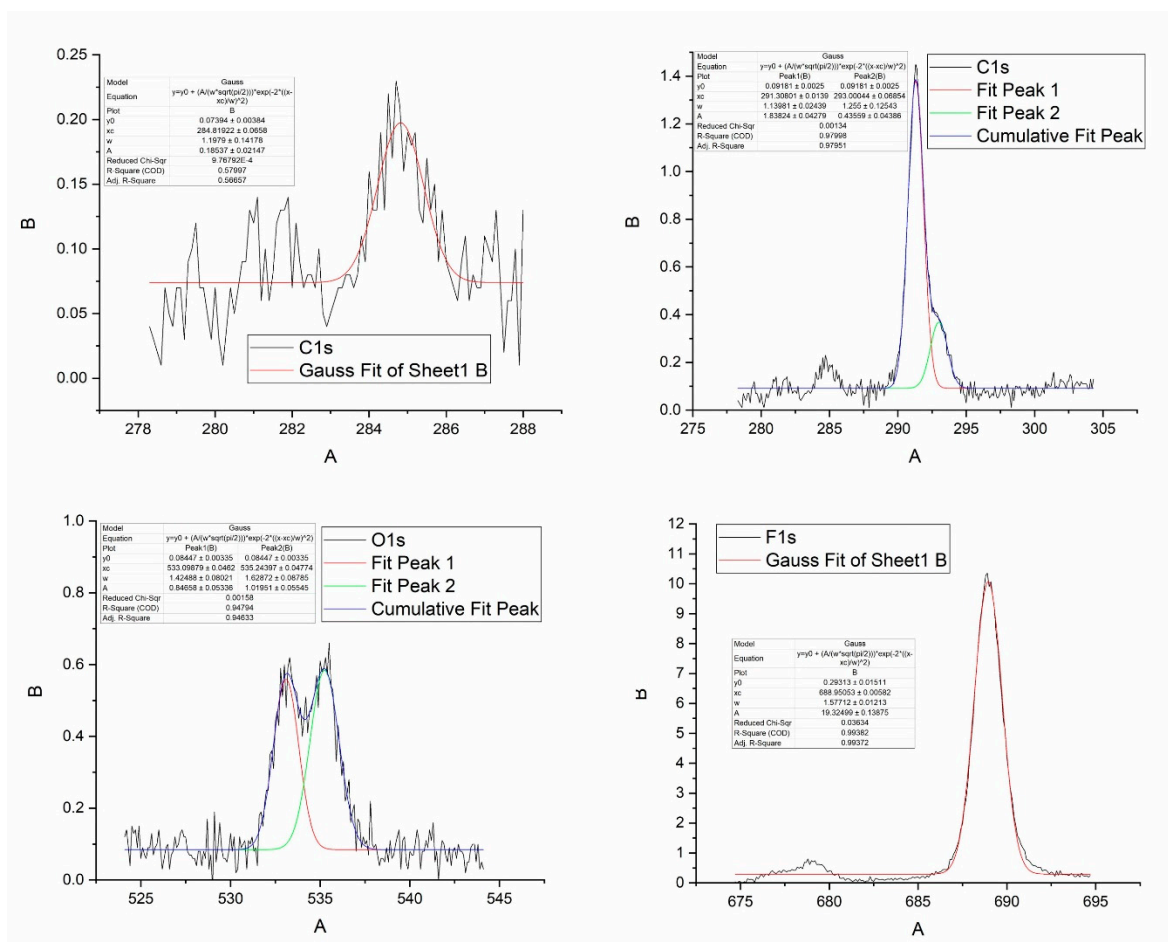 0.25
0.20
0.15
0.10
0.05
0.00
B
278 280 282 284 286 288
A
Model Gauss
Equation y=y0 + (A/(w*sqrt(pi/2)))*exp(-2*((x-xc)/w)^2)
Plot B
y0 0.07394 ± 0.00384
xc 284.81922 ± 0.0658
w 1.1979 ± 0.14178
A 0.18537 ± 0.02147
Reduced Chi-Sqr 9.76792E-4
R-Square (COD) 0.57997
Adj. R-Square 0.56657
C1s
Gauss Fit of Sheet1 B
1.4
1.2
1.0
0.8
0.6
0.4
0.2
0.0
B
275 280 285 290 295 300 305
A
Model Gauss
Equation y=y0 + (A/(w*sqrt(pi/2)))*exp(-2*((x-xc)/w)^2)
Plot Peak1(B) Peak2(B)
y0 0.09181 ± 0.0025 0.09181 ± 0.0025
xc 291.30801 ± 0.0139 293.00044 ± 0.06854
w 1.13981 ± 0.02439 1.255 ± 0.12543
A 1.83824 ± 0.04279 0.43559 ± 0.04386
Reduced Chi-Sqr 0.00134
R-Square (COD) 0.97998
Adj. R-Square 0.97951
C1s
Fit Peak 1
Fit Peak 2
Cumulative Fit Peak
1.0
0.8
0.6
0.4
0.2
0.0
B
525 530 535 540 545
A
Model Gauss
Equation y=y0 + (A/(w*sqrt(pi/2)))*exp(-2*((x-xc)/w)^2)
Plot Peak1(B) Peak2(B)
y0 0.08447 ± 0.00335 0.08447 ± 0.00335
xc 533.09879 ± 0.0462 535.24397 ± 0.04774
w 1.42488 ± 0.08021 1.62872 ± 0.08785
A 0.84658 ± 0.05336 1.01951 ± 0.05545
Reduced Chi-Sqr 0.00158
R-Square (COD) 0.94794
Adj. R-Square 0.94633
O1s
Fit Peak 1
Fit Peak 2
Cumulative Fit Peak
12
11
10
9
8
7
6
5
4
3
2
1
0
B
675 680 685 690 695
A
F1s
Gauss Fit of Sheet1 B
Model Gauss
Equation y=y0 + (A/(w*sqrt(pi/2)))*exp(-2*((x-
xc)/w)^2)
Plot B
y0 0.29313 ± 0.01511
xc 688.95053 ± 0.00582
w 1.57712 ± 0.01213
A 19.32499 ± 0.13875
Reduced Chi-Sqr 0.03634
R-Square (COD) 0.99382
Adj. R-Square 0.99372